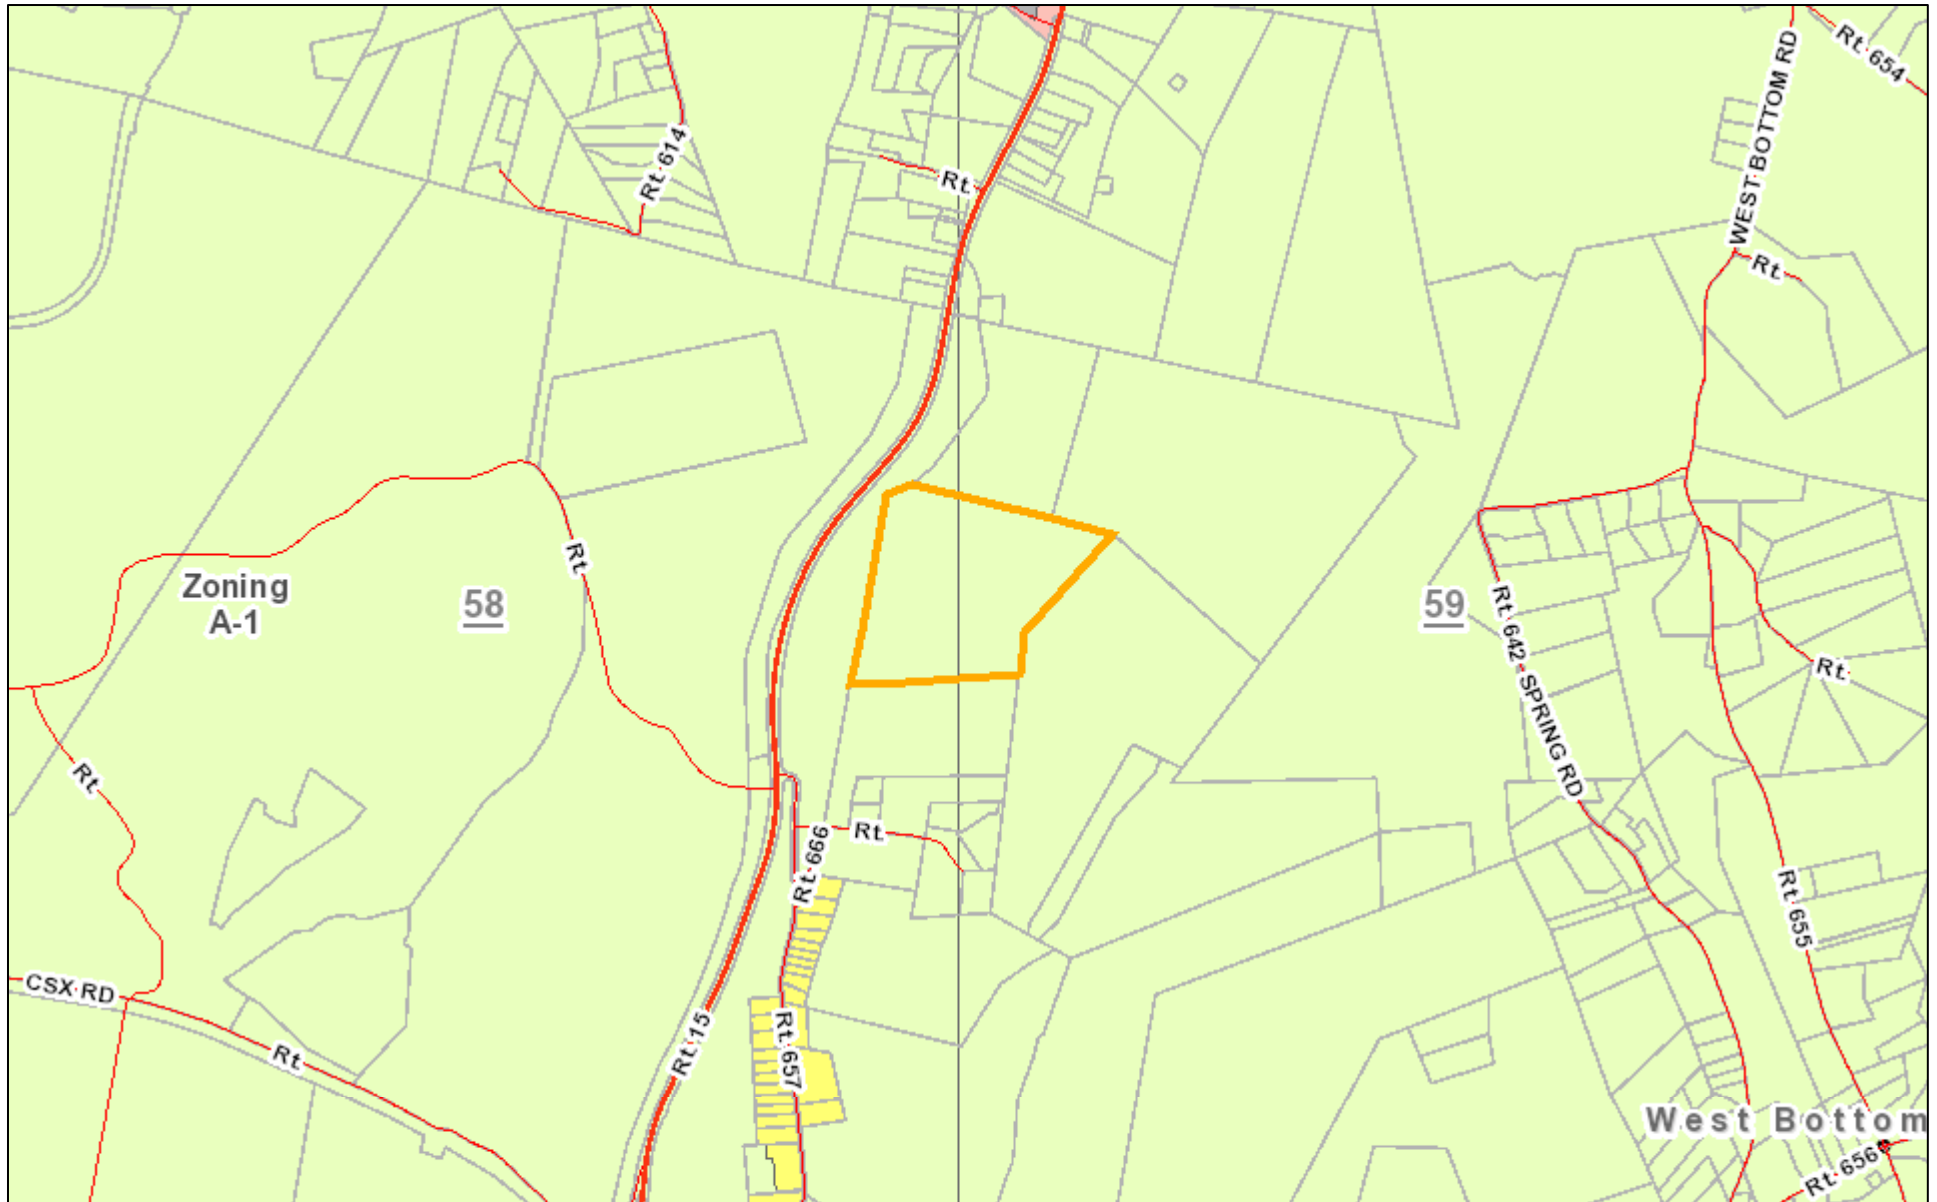 Rt. 654
WEST BOTTOM RD
Rt. 614
Rt.
Rt.
Rt.
Zoning
A-1
58
59
Rt. 642 SPRING RD
Rt.
Rt.
Rt.
Rt. 666
Rt. 655
CSX RD
Rt.
Rt. 15
Rt. 657
West Bottom
Rt. 656